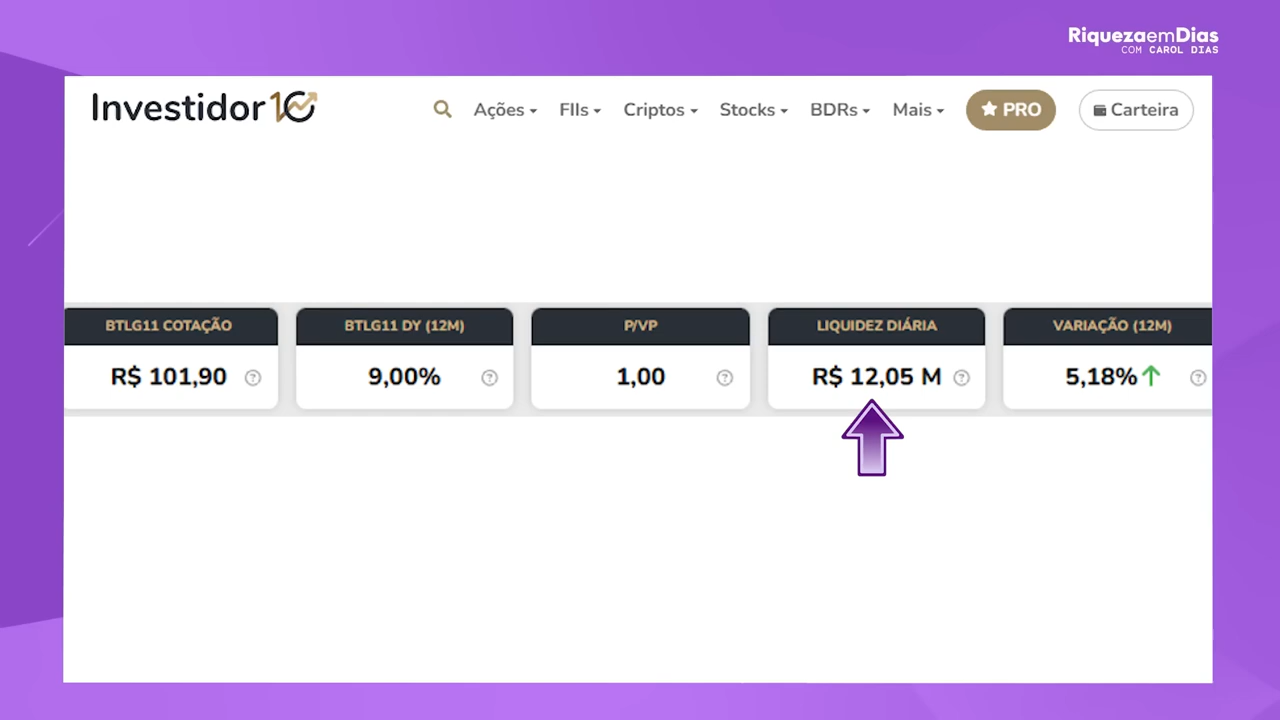 RiquezaemDias
COM CAROL DIAS
Investidor10
Ações FIIs Criptos Stocks BDRs Mais PRO Carteira
BTLG11 COTAÇÃO BTLG11 DY (12M) P/VP LIQUIDEZ DIÁRIA VARIAÇÃO (12M)
R$ 101,90 ? 9,00% ? 1,00 ? R$ 12,05 M ? 5,18% ?